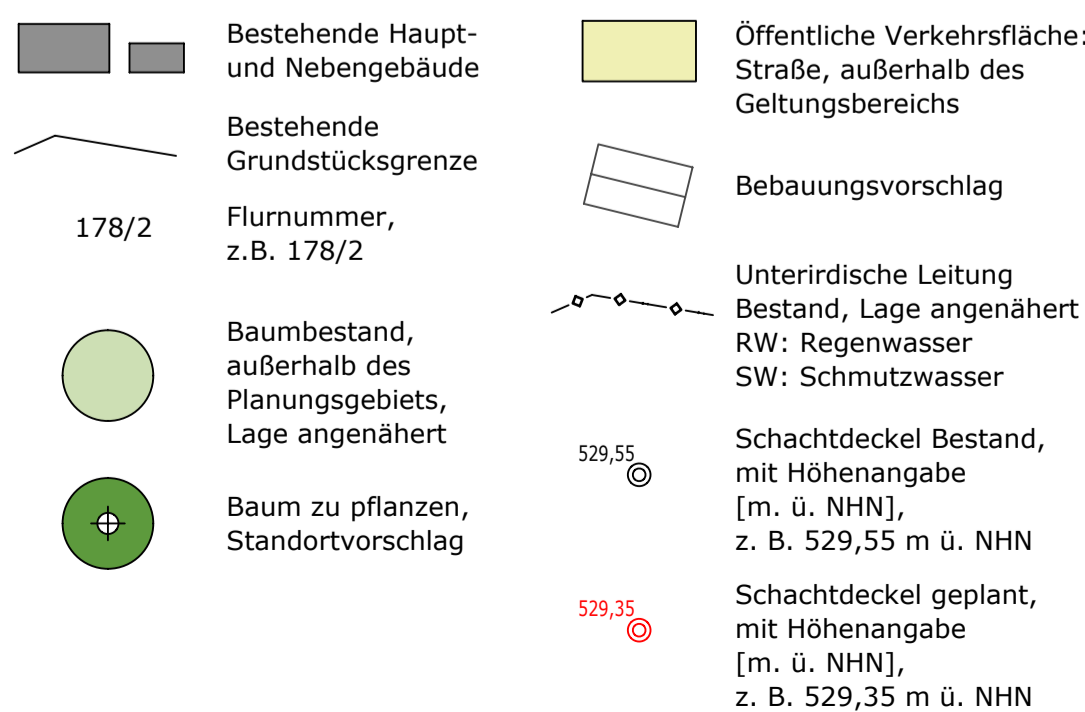 Bestehende Haupt-
und Nebengebäude
Bestehende
Grundstücksgrenze
178/2
Flurnummer,
z.B. 178/2
Baumbestand,
außerhalb des
Planungsgebiets,
Lage angenähert
Baum zu pflanzen,
Standortvorschlag
Öffentliche Verkehrsfläche:
Straße, außerhalb des
Geltungsbereichs
Bebauungsvorschlag
Unterirdische Leitung
Bestand, Lage angenähert
RW: Regenwasser
SW: Schmutzwasser
529,55
Schachtdeckel Bestand,
mit Höhenangabe
[m. ü. NHN],
z. B. 529,55 m ü. NHN
529,35
Schachtdeckel geplant,
mit Höhenangabe
[m. ü. NHN],
z. B. 529,35 m ü. NHN